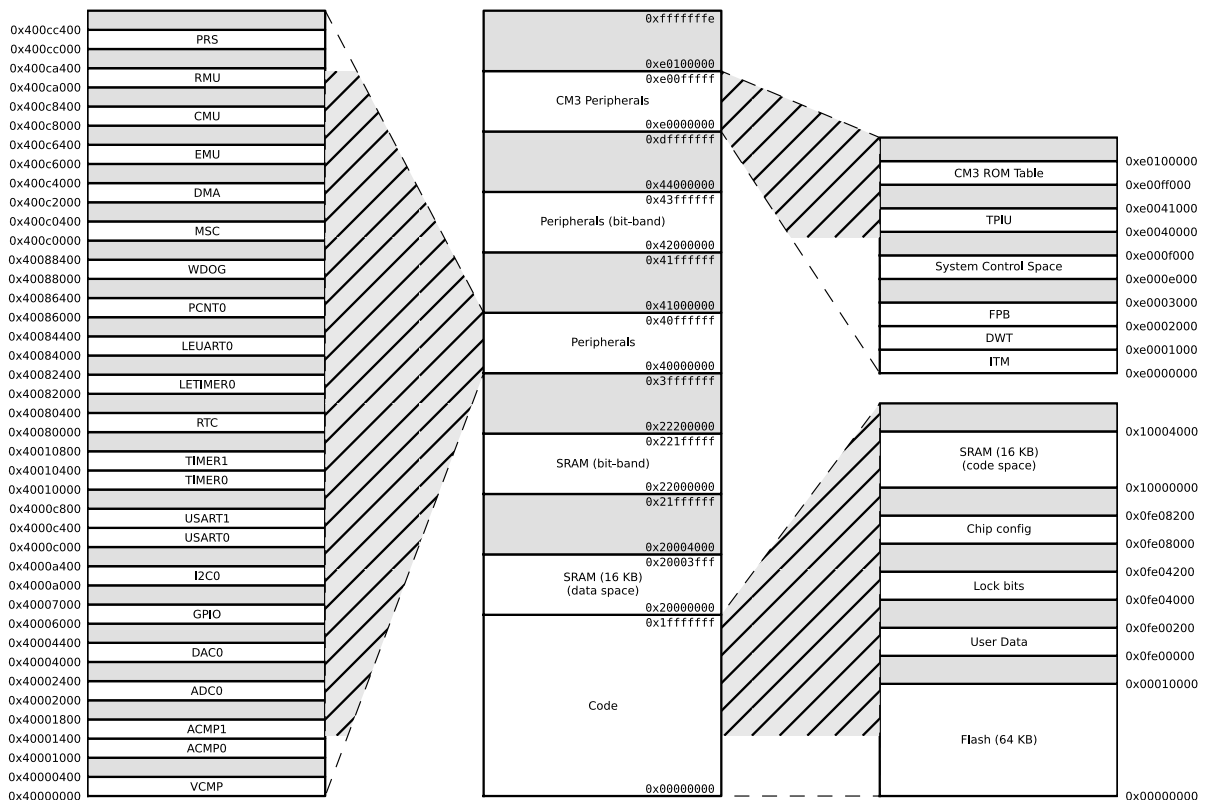 0x400cc400
PRS
0x400cc000
0x400ca400
RMU
0x400ca000
0x400c8400
CMU
0x400c8000
0x400c6400
EMU
0x400c6000
0x400c4000
DMA
0x400c2000
0x400c0400
MSC
0x400c0000
0x40088400
WDOG
0x40088000
0x40086400
PCNT0
0x40086000
0x40084400
LEUART0
0x40084000
0x40082400
LETIMER0
0x40082000
0x40080400
RTC
0x40080000
0x40010800
TIMER1
0x40010400
TIMER0
0x40010000
0x4000c800
USART1
0x4000c400
USART0
0x4000c000
0x4000a400
I2C0
0x4000a000
0x40007000
GPIO
0x40006000
0x40004400
DAC0
0x40004000
0x40002400
ADC0
0x40002000
0x40001800
ACMP1
0x40001400
ACMP0
0x40001000
0x40000400
VCMP
0x40000000
0xfffffffe
0xe0100000
0xe00fffff
CM3 Peripherals
0xe0000000
0xdfffffff
0x44000000
0x43ffffff
Peripherals (bit-band)
0x42000000
0x41ffffff
0x41000000
0x40ffffff
Peripherals
0x40000000
0x3fffffff
0x22200000
0x221fffff
SRAM (bit-band)
0x22000000
0x21ffffff
0x20004000
0x20003fff
SRAM (16 KB)
(data space)
0x20000000
0x1fffffff
Code
0x00000000
0xe0100000
CM3 ROM Table
0xe00ff000
0xe0041000
TPIU
0xe0040000
0xe000f000
System Control Space
0xe000e000
0xe0003000
FPB
0xe0002000
DWT
0xe0001000
ITM
0xe0000000
0x10004000
SRAM (16 KB)
(code space)
0x10000000
0x0fe08200
Chip config
0x0fe08000
0x0fe04200
Lock bits
0x0fe04000
0x0fe00200
User Data
0x0fe00000
0x00010000
Flash (64 KB)
0x00000000